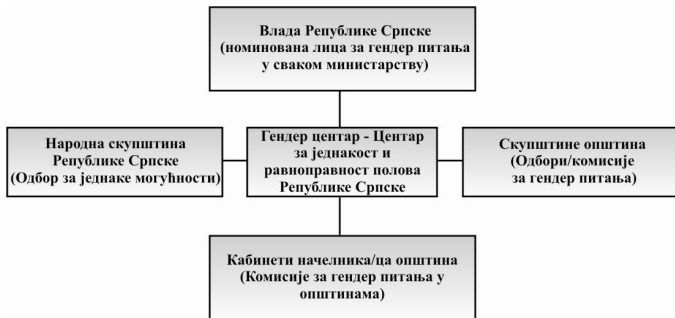 Влада Републике Српске
(номинована лица за гендер питања
у сваком министарству)
Народна скупштина
Републике Српске
(Одбор за једнаке могућности)
Гендер центар - Центар
за једнакост и
равноправност полова
Републике Српске
Скупштине општина
(Одбори/комисије
за гендер питања)
Кабинети начелника/ца општина
(Комисије за гендер питања у
општинама)